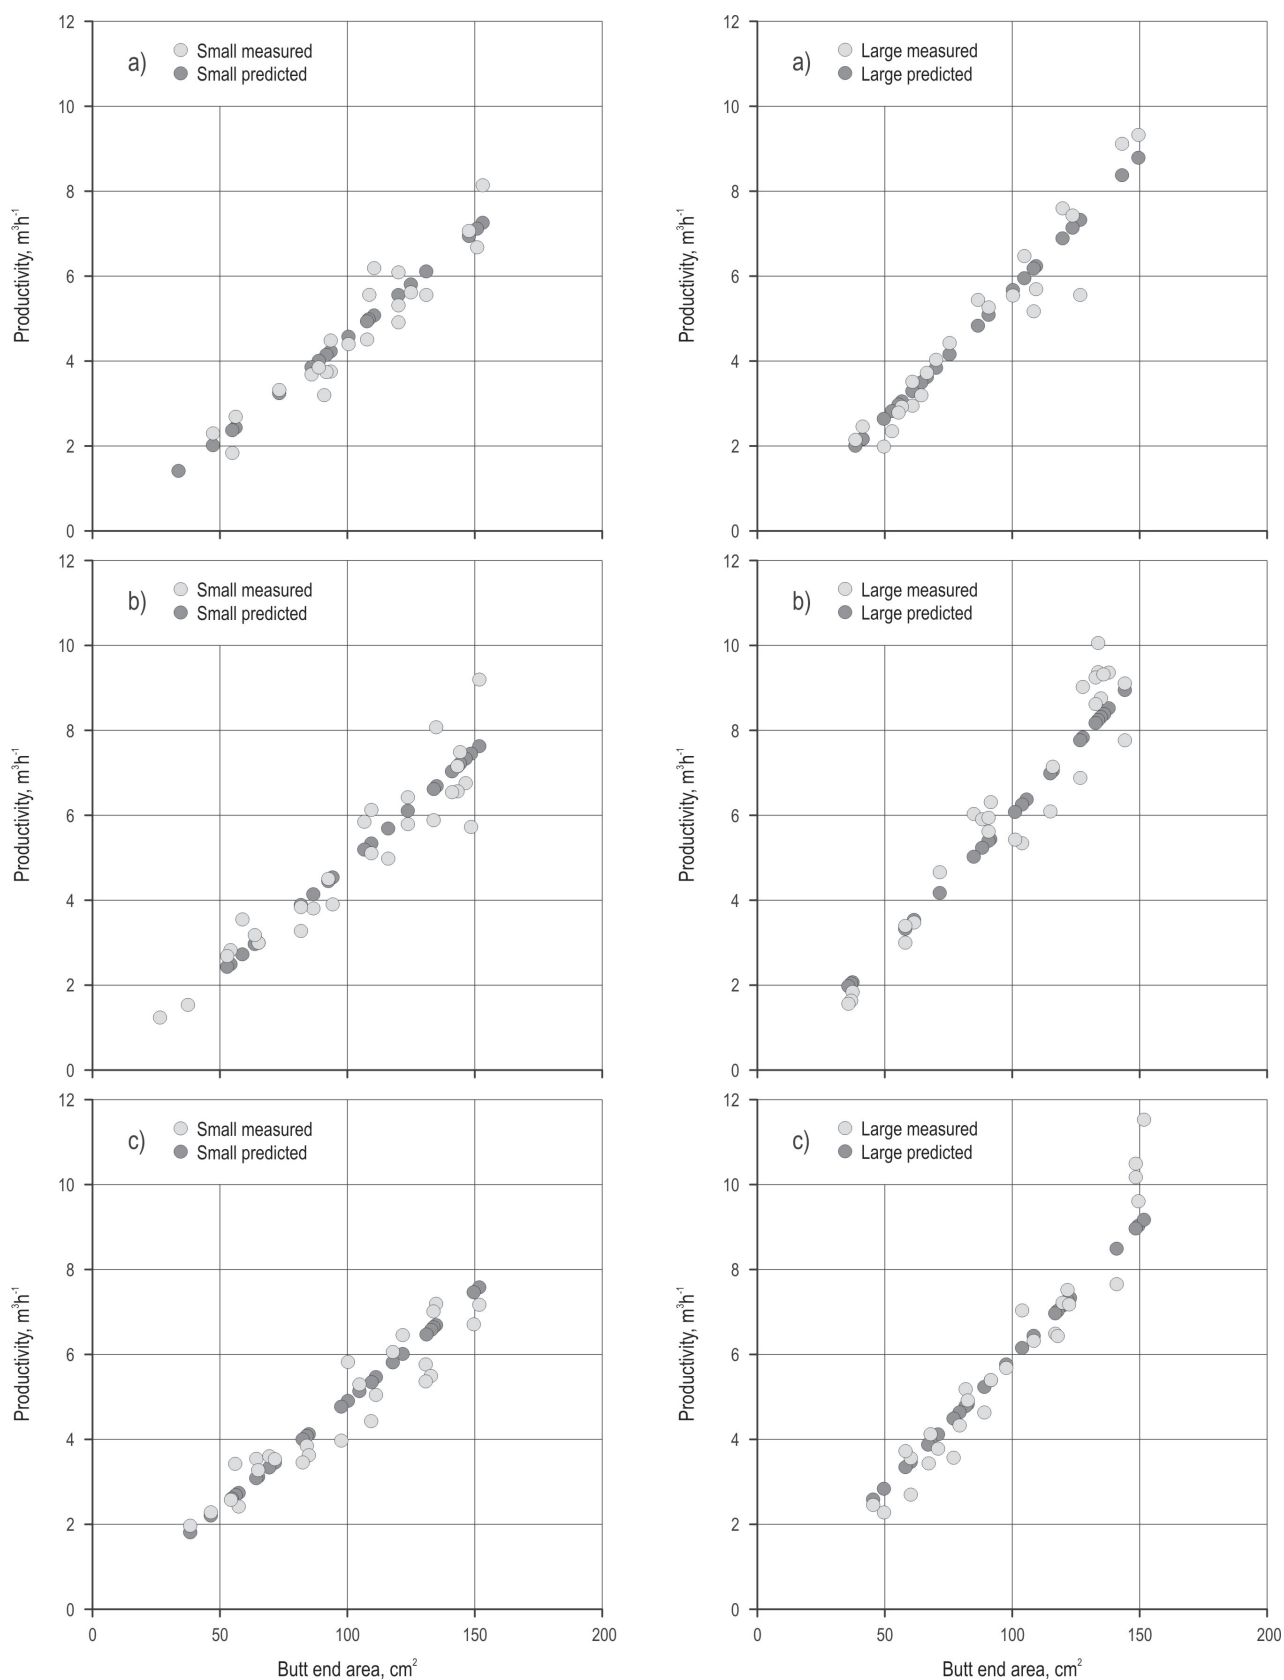 12
10
8
6
4
2
0
Productivity, m³h⁻¹
a)
Small measured
Small predicted
12
10
8
6
4
2
0
Productivity, m³h⁻¹
a)
Large measured
Large predicted
12
10
8
6
4
2
0
Productivity, m³h⁻¹
b)
Small measured
Small predicted
12
10
8
6
4
2
0
Productivity, m³h⁻¹
b)
Large measured
Large predicted
12
10
8
6
4
2
0
Productivity, m³h⁻¹
c)
Small measured
Small predicted
0 50 100 150 200
Butt end area, cm²
12
10
8
6
4
2
0
Productivity, m³h⁻¹
c)
Large measured
Large predicted
0 50 100 150 200
Butt end area, cm²